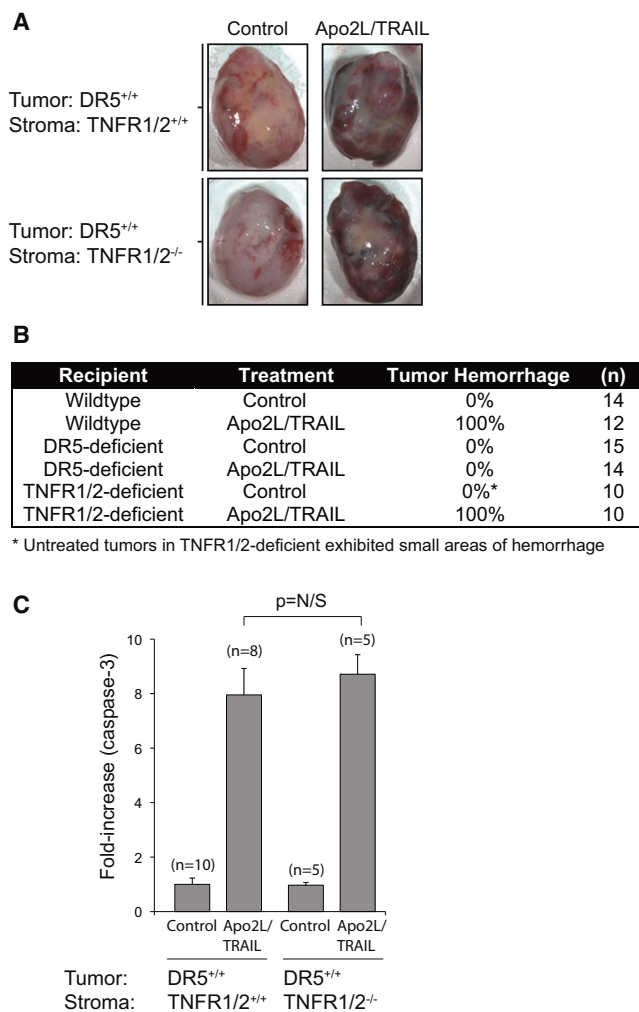 A
Control Apo2L/TRAIL
Tumor: DR5+/+
Stroma: TNFR1/2+/+
Tumor: DR5+/+
Stroma: TNFR1/2-/-
B
Recipient Treatment Tumor Hemorrhage (n)
Wildtype Control 0% 14
Wildtype Apo2L/TRAIL 100% 12
DR5-deficient Control 0% 15
DR5-deficient Apo2L/TRAIL 0% 14
TNFR1/2-deficient Control 0%* 10
TNFR1/2-deficient Apo2L/TRAIL 100% 10
* Untreated tumors in TNFR1/2-deficient exhibited small areas of hemorrhage
C
p=N/S
Fold-increase (caspase-3)
10
8
6
4
2
0
(n=10)
(n=8)
(n=5)
(n=5)
Control Apo2L/ Control Apo2L/
TRAIL TRAIL
Tumor: DR5+/+ DR5+/+
Stroma: TNFR1/2+/+ TNFR1/2-/-